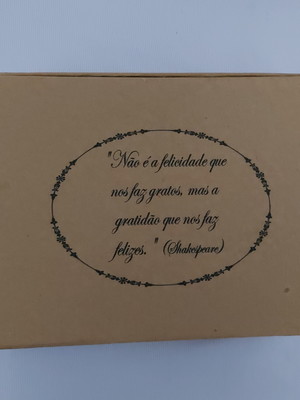 "Não é a felicidade que
nos faz gratos, mas a
gratidão que nos faz
felizes. " (Shakespeare)